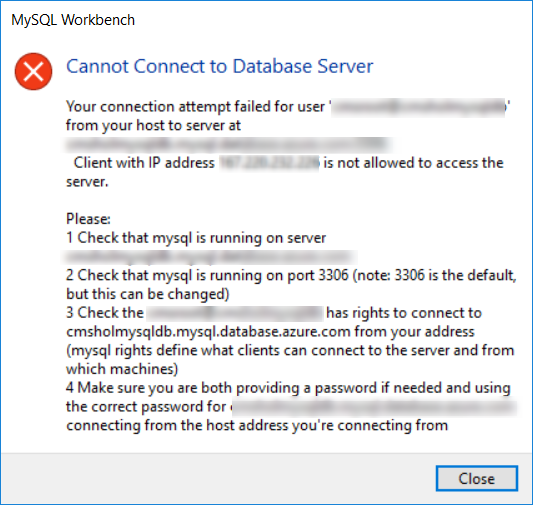 MySQL Workbench
Cannot Connect to Database Server
Your connection attempt failed for user '
from your host to server at
Client with IP address is not allowed to access the
server.
Please:
1 Check that mysql is running on server
2 Check that mysql is running on port 3306 (note: 3306 is the default,
but this can be changed)
3 Check the has rights to connect to
cmsholmysqldb.mysql.database.azure.com from your address
(mysql rights define what clients can connect to the server and from
which machines)
4 Make sure you are both providing a password if needed and using
the correct password for
connecting from the host address you're connecting from
Close